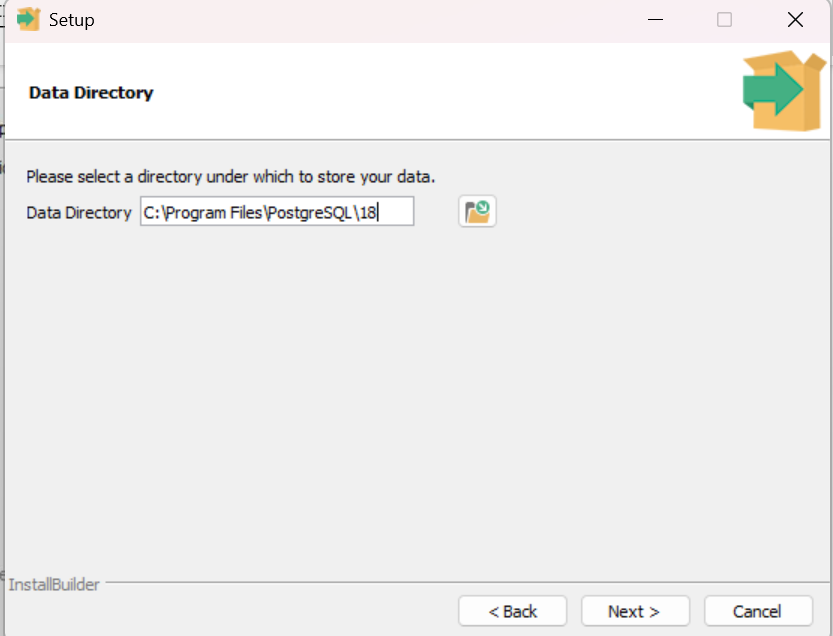 Setup
Data Directory
Please select a directory under which to store your data.
Data Directory C:\Program Files\PostgreSQL\18
InstallBuilder
< Back Next > Cancel